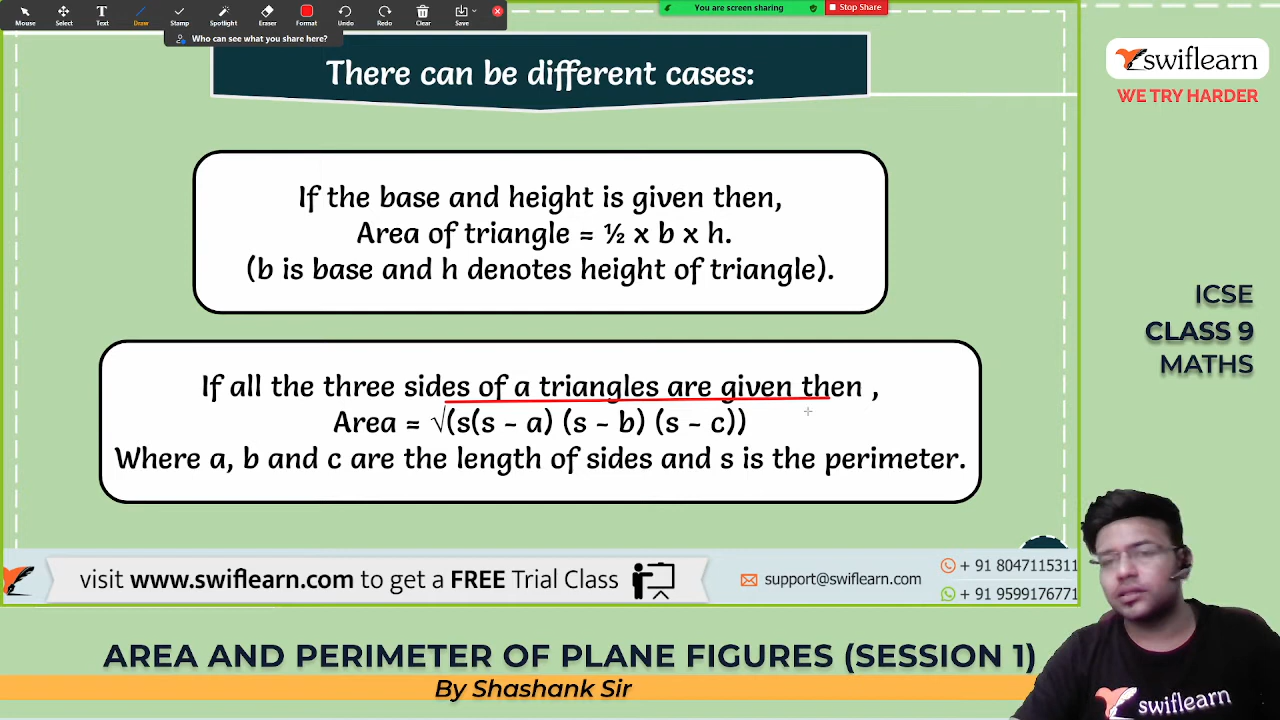 Mouse Select Text Draw Stamp Spotlight Eraser Format Undo Redo Clear Save
You are screen sharing Stop Share
Who can see what you share here?
There can be different cases:
swiflearn
WE TRY HARDER
If the base and height is given then,
Area of triangle = ½ x b x h.
(b is base and h denotes height of triangle).
If all the three sides of a triangles are given then ,
Area = √(s(s - a) (s - b) (s - c))
Where a, b and c are the length of sides and s is the perimeter.
ICSE
CLASS 9
MATHS
visit www.swiflearn.com to get a FREE Trial Class
support@swiflearn.com
+ 91 8047115311
+ 91 9599176771
AREA AND PERIMETER OF PLANE FIGURES (SESSION 1)
By Shashank Sir
swiflearn